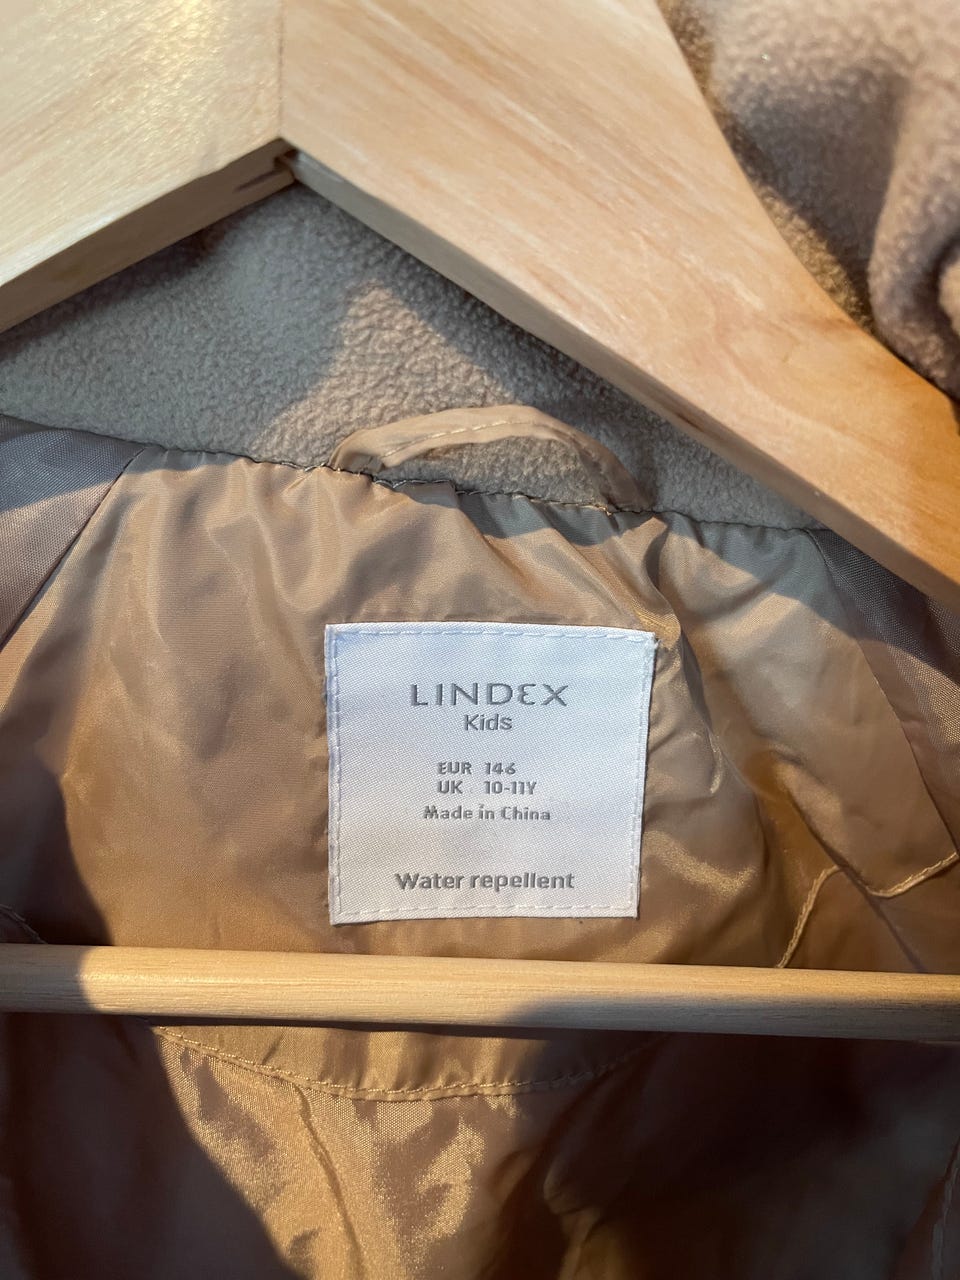 LINDEX
Kids
EUR 146
UK 10-11Y
Made in China
Water repellent